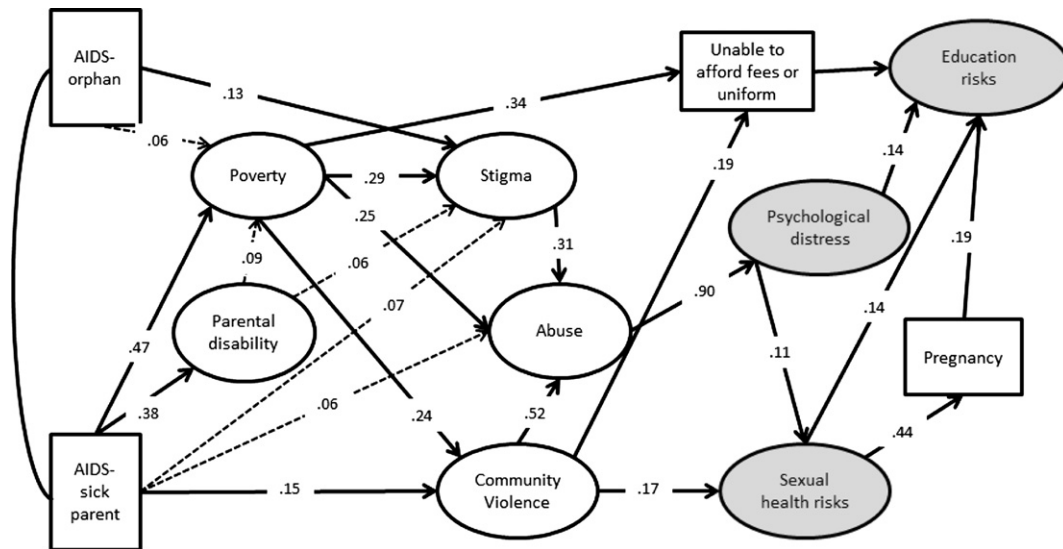 AIDS-
orphan
Unable to
afford fees or
uniform
Education
risks
.13
.34
.06
.14
.19
Poverty
.29
Stigma
.25
Psychological
distress
.31
.19
.09
.06
.07
.90
.14
Parental
disability
Abuse
.11
Pregnancy
.47
.38
.06
.52
.24
.44
AIDS-
sick
parent
.15
Community
Violence
.17
Sexual
health risks